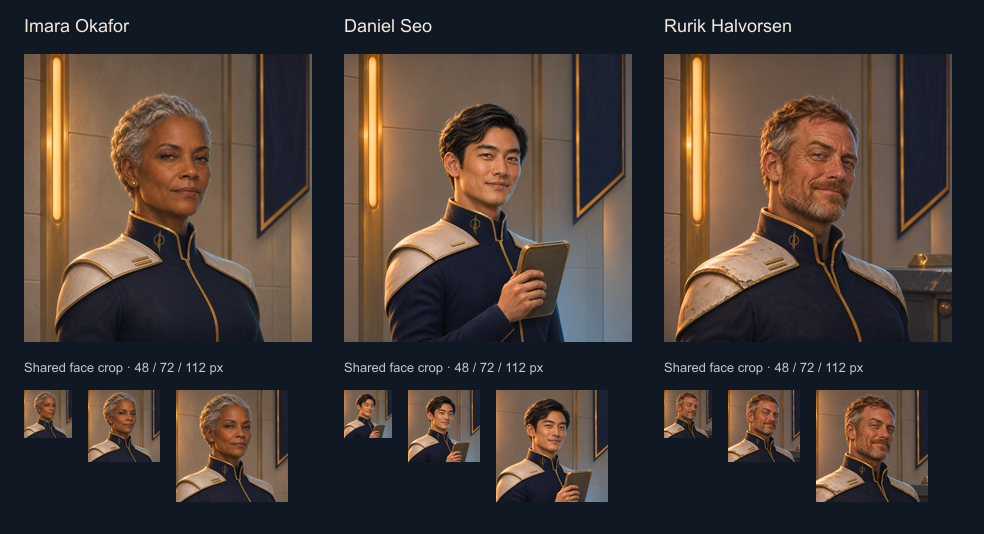 Imara Okafor
Daniel Seo
Rurik Halvorsen
Shared face crop · 48 / 72 / 112 px
Shared face crop · 48 / 72 / 112 px
Shared face crop · 48 / 72 / 112 px